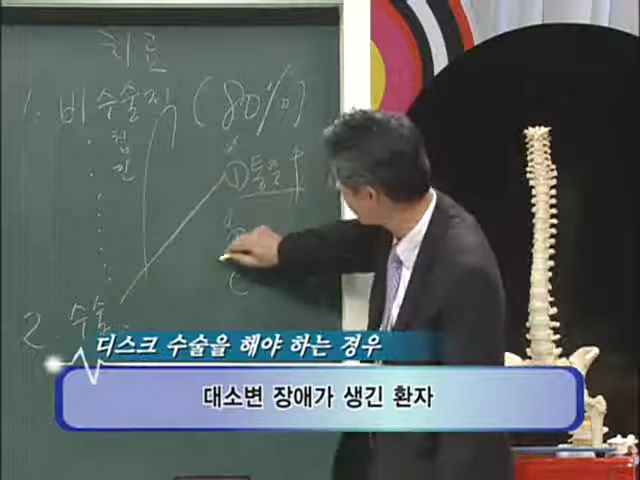 치료
1. 비수술적 (80%)
① 통증
2 수술
디스크 수술을 해야 하는 경우
대소변 장애가 생긴 환자